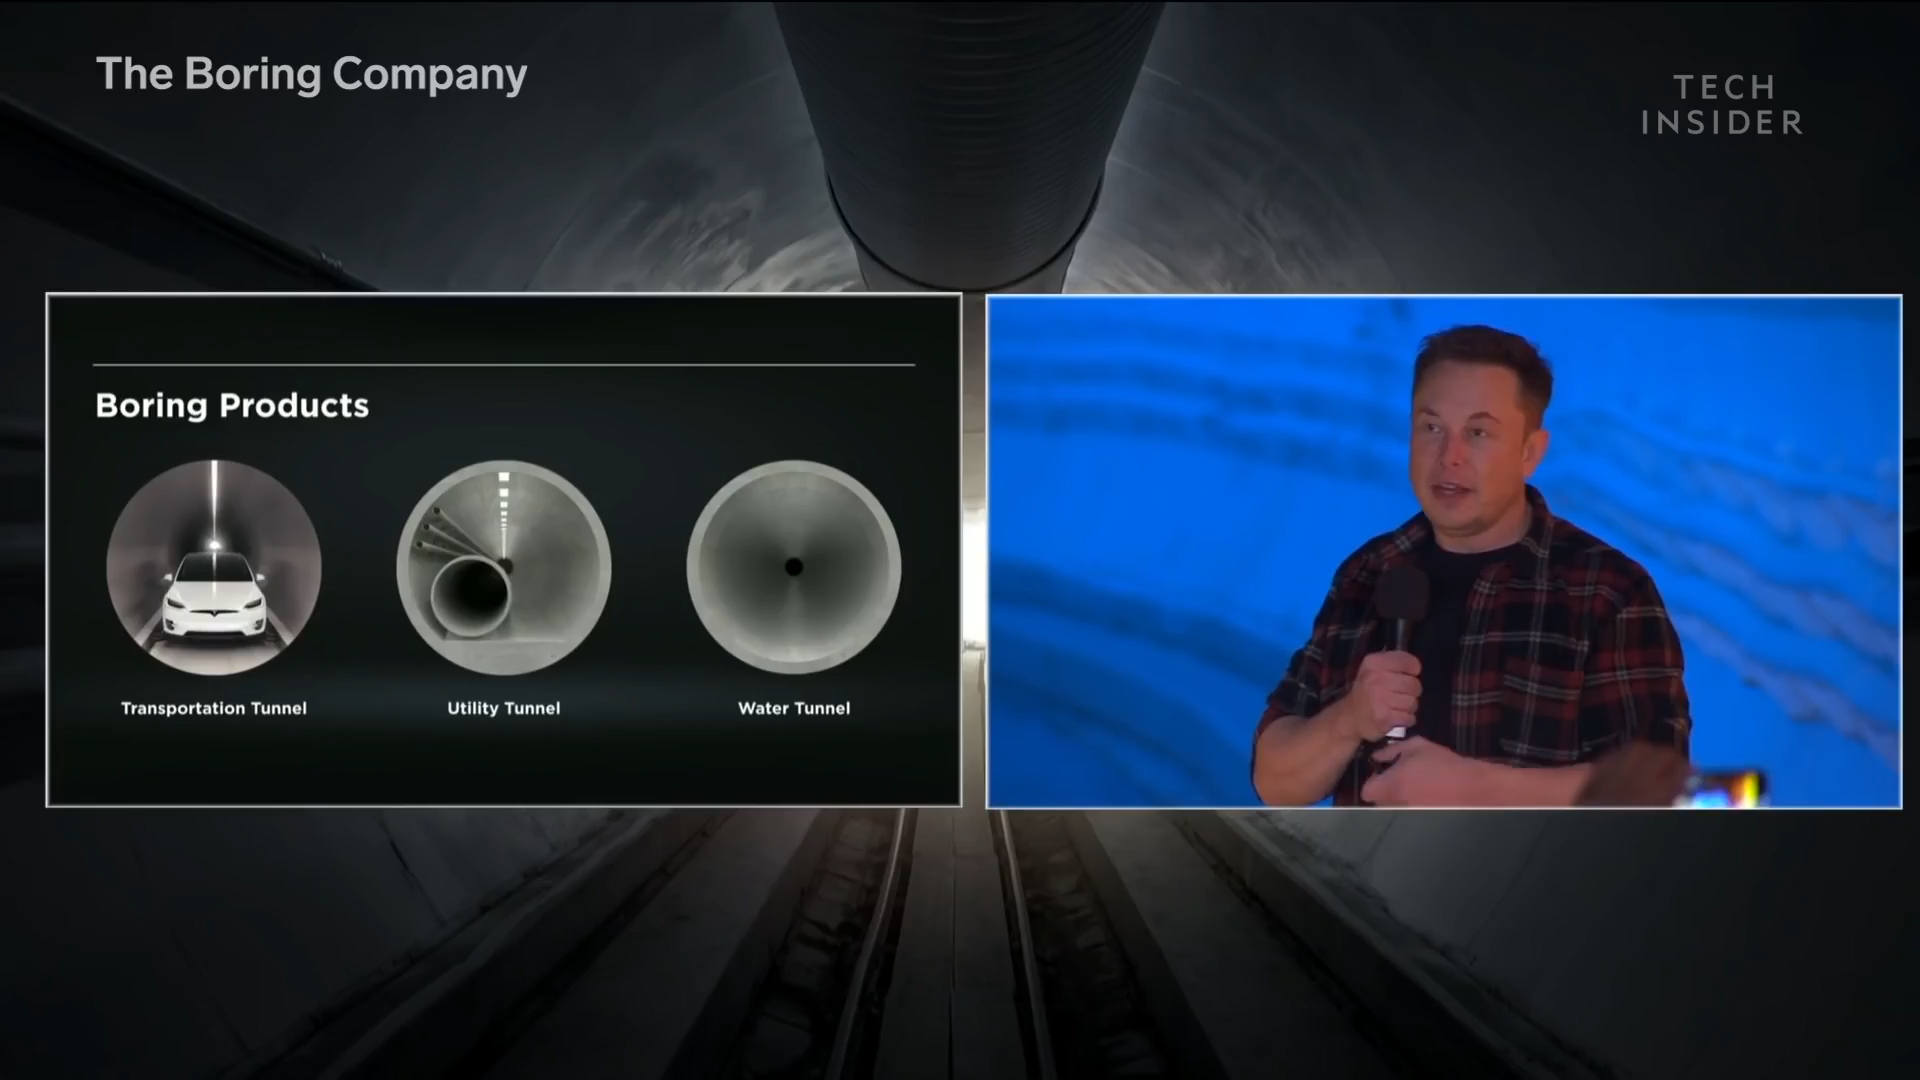 The Boring Company
TECH
INSIDER
Boring Products
Transportation Tunnel
Utility Tunnel
Water Tunnel